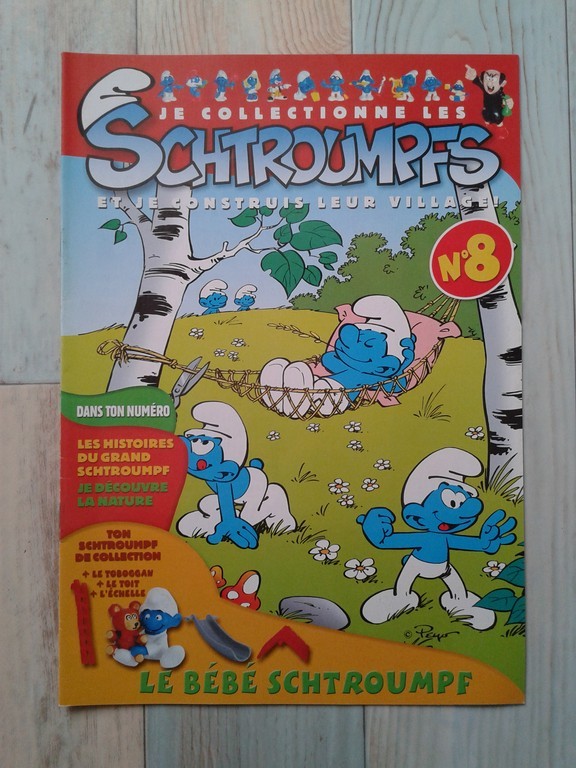 JE COLLECTIONNE LES
SCHTROUMPFS
ET JE CONSTRUIS LEUR VILLAGE!
N°8
DANS TON NUMÉRO
LES HISTOIRES
DU GRAND
SCHTROUMPF
JE DÉCOUVRE
LA NATURE
TON
SCHTROUMPF
DE COLLECTION
+ LE TOBOGGAN
+ LE TOIT
+ L'ÉCHELLE
© Peyo
LE BÉBÉ SCHTROUMPF